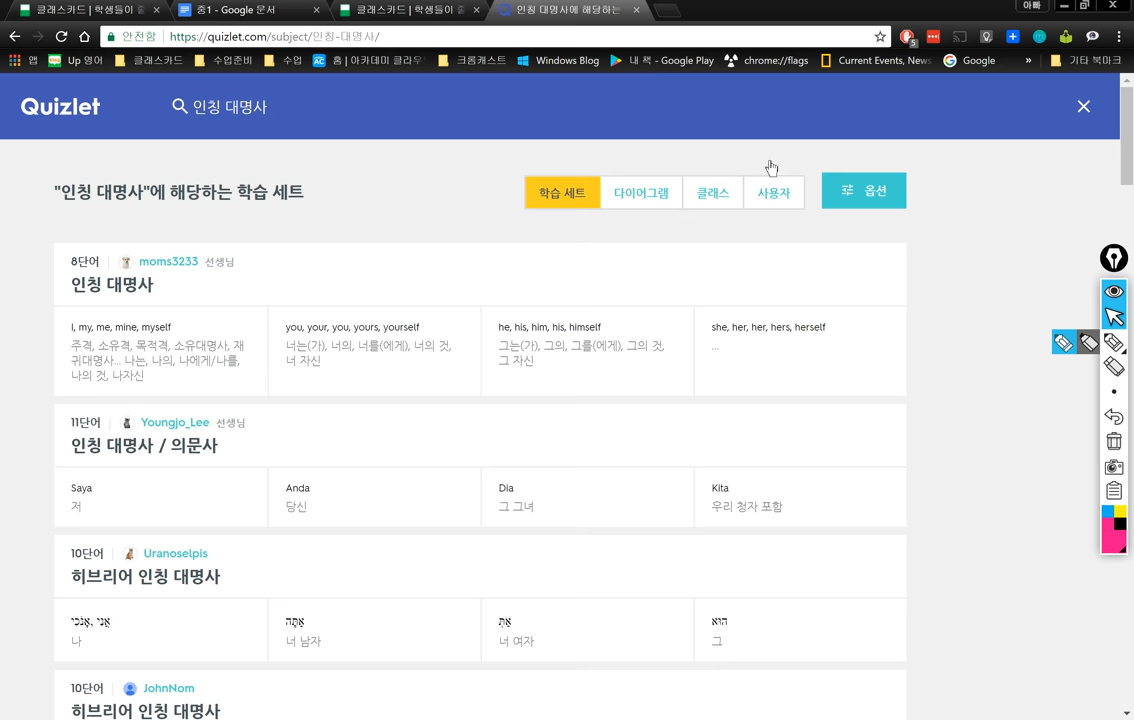 클래스카드 | 학생들이 줄
중1 - Google 문서
클래스카드 | 학생들이 줄
인칭 대명사에 해당하는
아빠
안전함 https://quizlet.com/subject/인칭-대명사/
5
앱 Up 영어 클래스카드 수업준비 수업 홈 | 아카데미 클라우 크롬캐스트 Windows Blog 내 책 - Google Play chrome://flags Current Events, News Google » 기타 북마크
Quizlet 인칭 대명사
"인칭 대명사"에 해당하는 학습 세트
학습 세트 다이어그램 클래스 사용자 옵션
8단어 moms3233 선생님
인칭 대명사
I, my, me, mine, myself
주격, 소유격, 목적격, 소유대명사, 재
귀대명사... 나는, 나의, 나에게/나를,
나의 것, 나자신
you, your, you, yours, yourself
너는(가), 너의, 너를(에게), 너의 것,
너 자신
he, his, him, his, himself
그는(가), 그의, 그를(에게), 그의 것,
그 자신
she, her, her, hers, herself
...
11단어 Youngjo_Lee 선생님
인칭 대명사 / 의문사
Saya
저
Anda
당신
Dia
그 그녀
Kita
우리 청자 포함
10단어 Uranoselpis
히브리어 인칭 대명사
אֲנִי ,אָנֹכִי
나
אַתָּה
너 남자
אַתְּ
너 여자
הוּא
그
10단어 JohnNom
히브리어 인칭 대명사